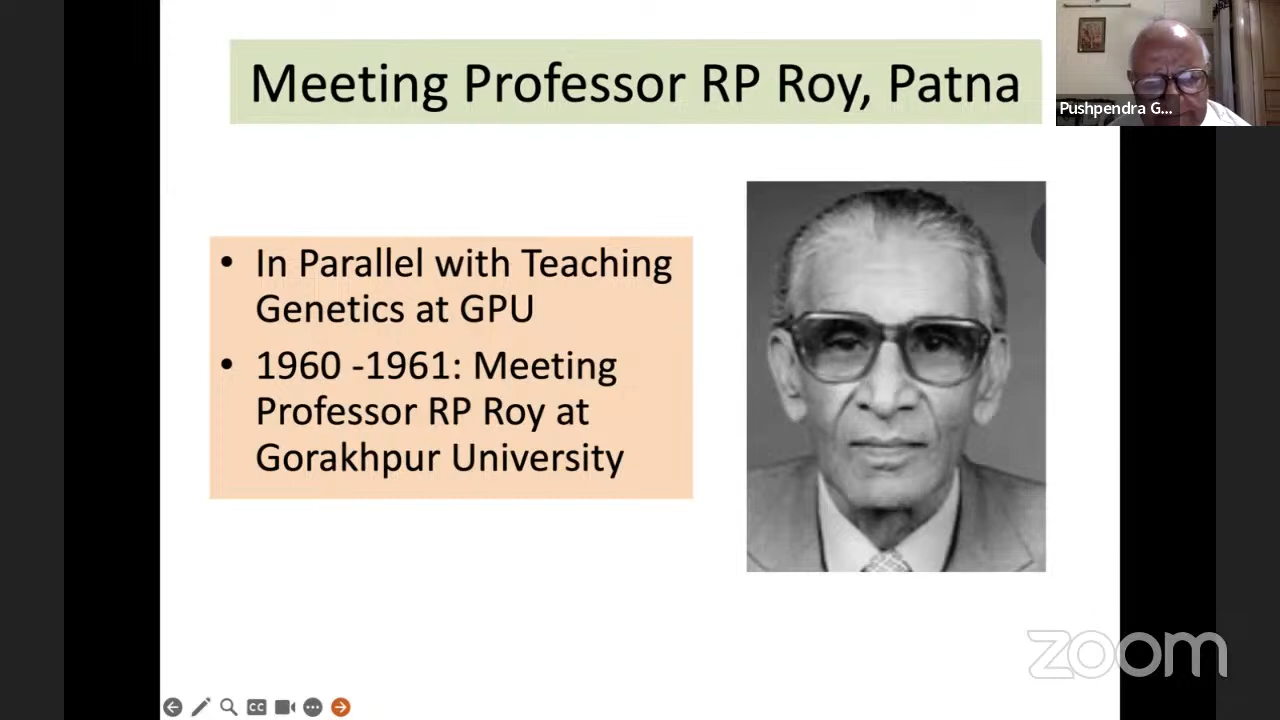 Meeting Professor RP Roy, Patna
Pushpendra G...
• In Parallel with Teaching
Genetics at GPU
• 1960 -1961: Meeting
Professor RP Roy at
Gorakhpur University
zoom
CC